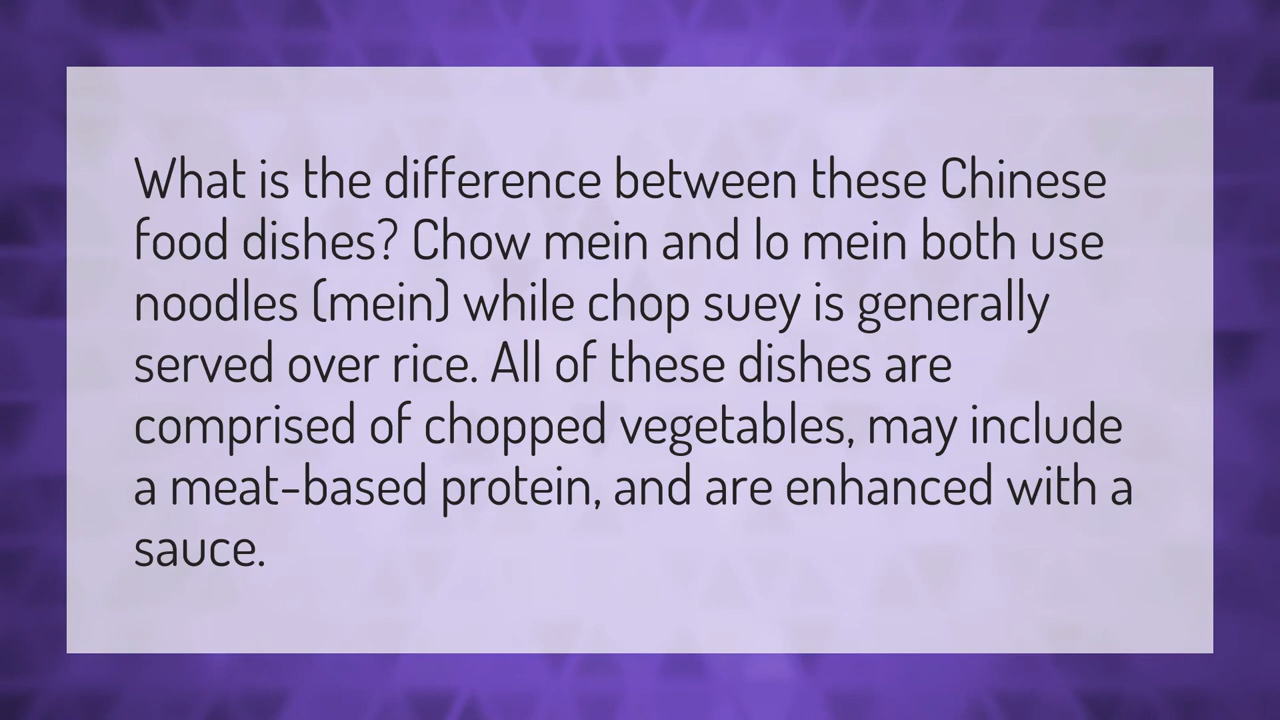 What is the difference between these Chinese
food dishes? Chow mein and lo mein both use
noodles (mein) while chop suey is generally
served over rice. All of these dishes are
comprised of chopped vegetables, may include
a meat-based protein, and are enhanced with a
sauce.